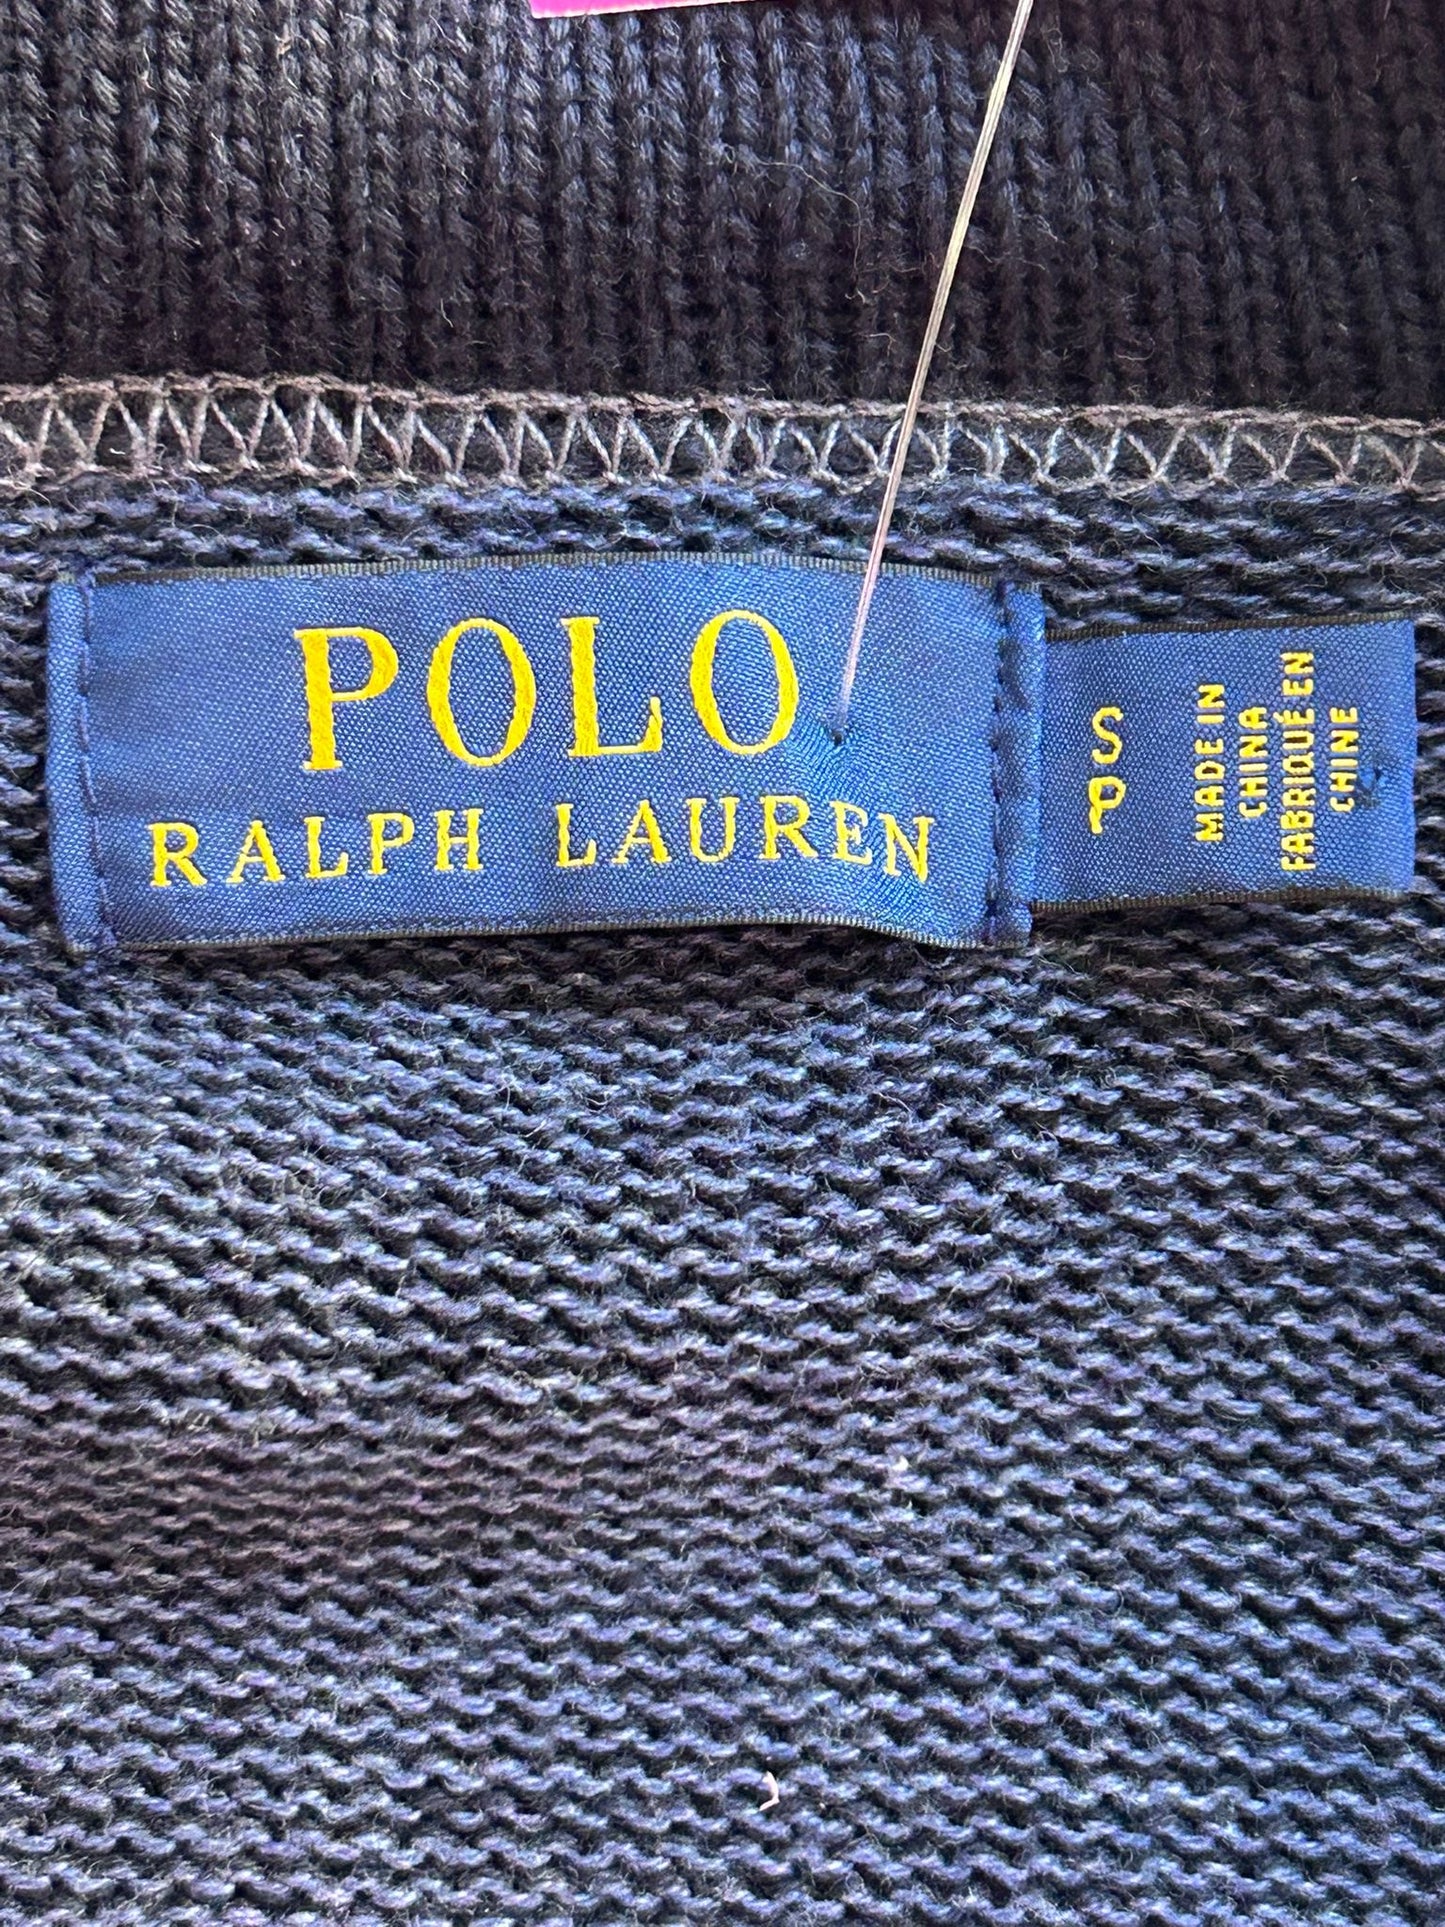 POLO
RALPH LAUREN
S
P
MADE IN
CHINA
FABRIQUÉ EN
CHINE